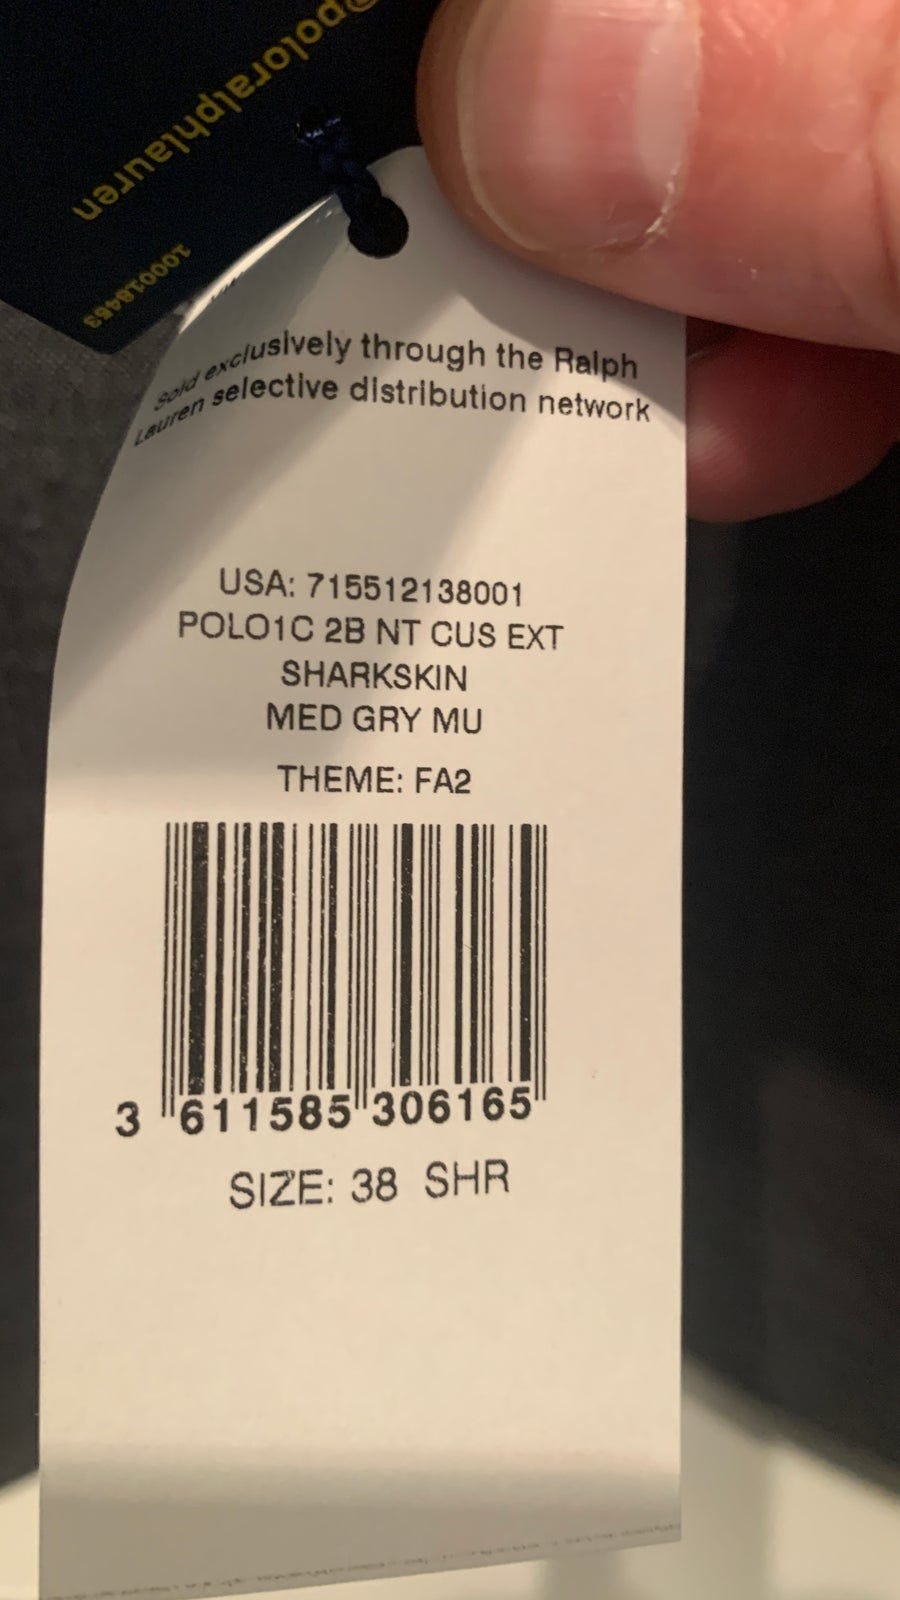 @poloralphlauren
100018463
Sold exclusively through the Ralph
Lauren selective distribution network
USA: 715512138001
POLO1C 2B NT CUS EXT
SHARKSKIN
MED GRY MU
THEME: FA2
3 611585 306165
SIZE: 38 SHR